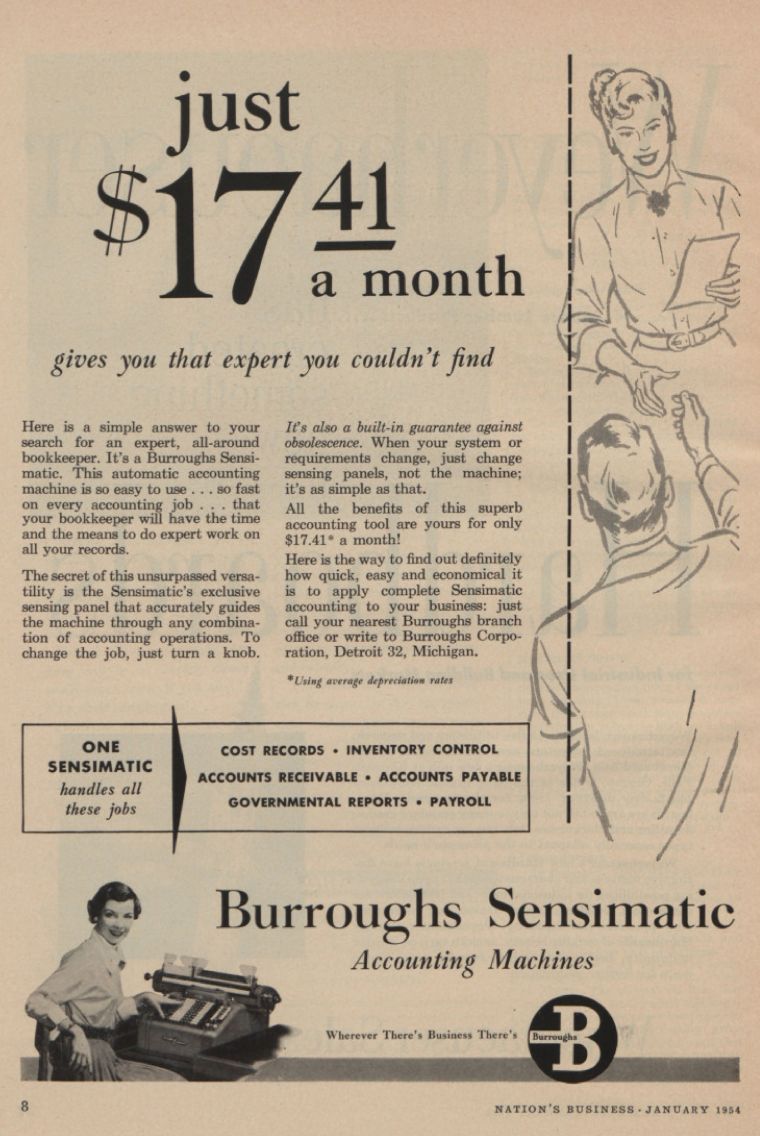 just
$17 41
a month
gives you that expert you couldn't find
Here is a simple answer to your
search for an expert, all-around
bookkeeper. It's a Burroughs Sensi-
matic. This automatic accounting
machine is so easy to use . . . so fast
on every accounting job . . . that
your bookkeeper will have the time
and the means to do expert work on
all your records.
The secret of this unsurpassed versa-
tility is the Sensimatic's exclusive
sensing panel that accurately guides
the machine through any combina-
tion of accounting operations. To
change the job, just turn a knob.
It's also a built-in guarantee against
obsolescence. When your system or
requirements change, just change
sensing panels, not the machine;
it's as simple as that.
All the benefits of this superb
accounting tool are yours for only
$17.41* a month!
Here is the way to find out definitely
how quick, easy and economical it
is to apply complete Sensimatic
accounting to your business: just
call your nearest Burroughs branch
office or write to Burroughs Corpo-
ration, Detroit 32, Michigan.
*Using average depreciation rates
ONE
SENSIMATIC
handles all
these jobs
COST RECORDS • INVENTORY CONTROL
ACCOUNTS RECEIVABLE • ACCOUNTS PAYABLE
GOVERNMENTAL REPORTS • PAYROLL
Burroughs Sensimatic
Accounting Machines
Wherever There's Business There's
Burroughs
B
8
NATION'S BUSINESS · JANUARY 1954